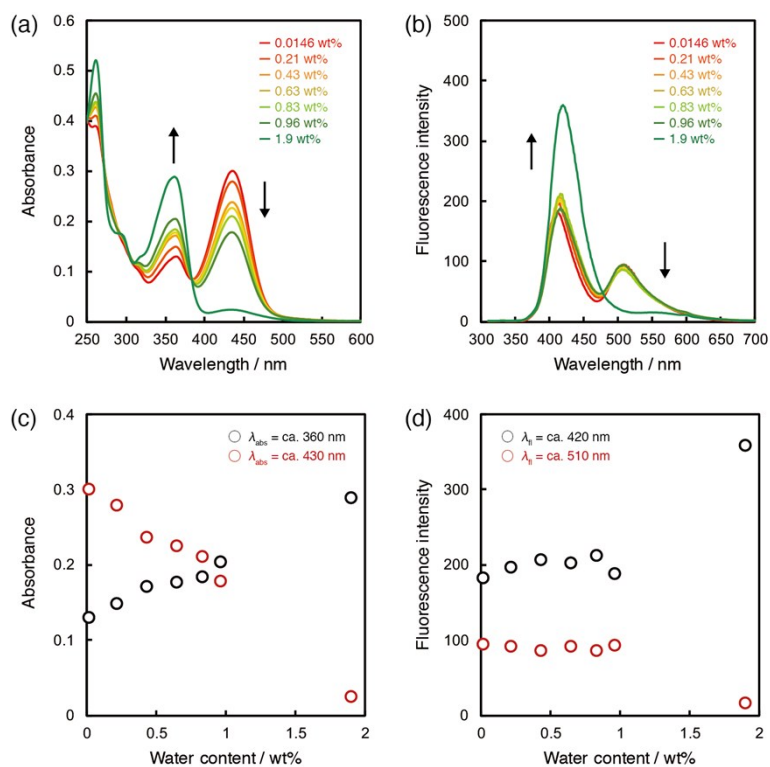 (a)
0.6
0.5
0.4
0.3
0.2
0.1
0
Absorbance
0.0146 wt%
0.21 wt%
0.43 wt%
0.63 wt%
0.83 wt%
0.96 wt%
1.9 wt%
250 300 350 400 450 500 550 600
Wavelength / nm
(b)
500
400
300
200
100
0
Fluorescence intensity
0.0146 wt%
0.21 wt%
0.43 wt%
0.63 wt%
0.83 wt%
0.96 wt%
1.9 wt%
300 350 400 450 500 550 600 650 700
Wavelength / nm
(c)
0.4
0.3
0.2
0.1
0
Absorbance
λabs = ca. 360 nm
λabs = ca. 430 nm
0 0.5 1 1.5 2
Water content / wt%
(d)
400
300
200
100
0
Fluorescence intensity
λfl = ca. 420 nm
λfl = ca. 510 nm
0 0.5 1 1.5 2
Water content / wt%